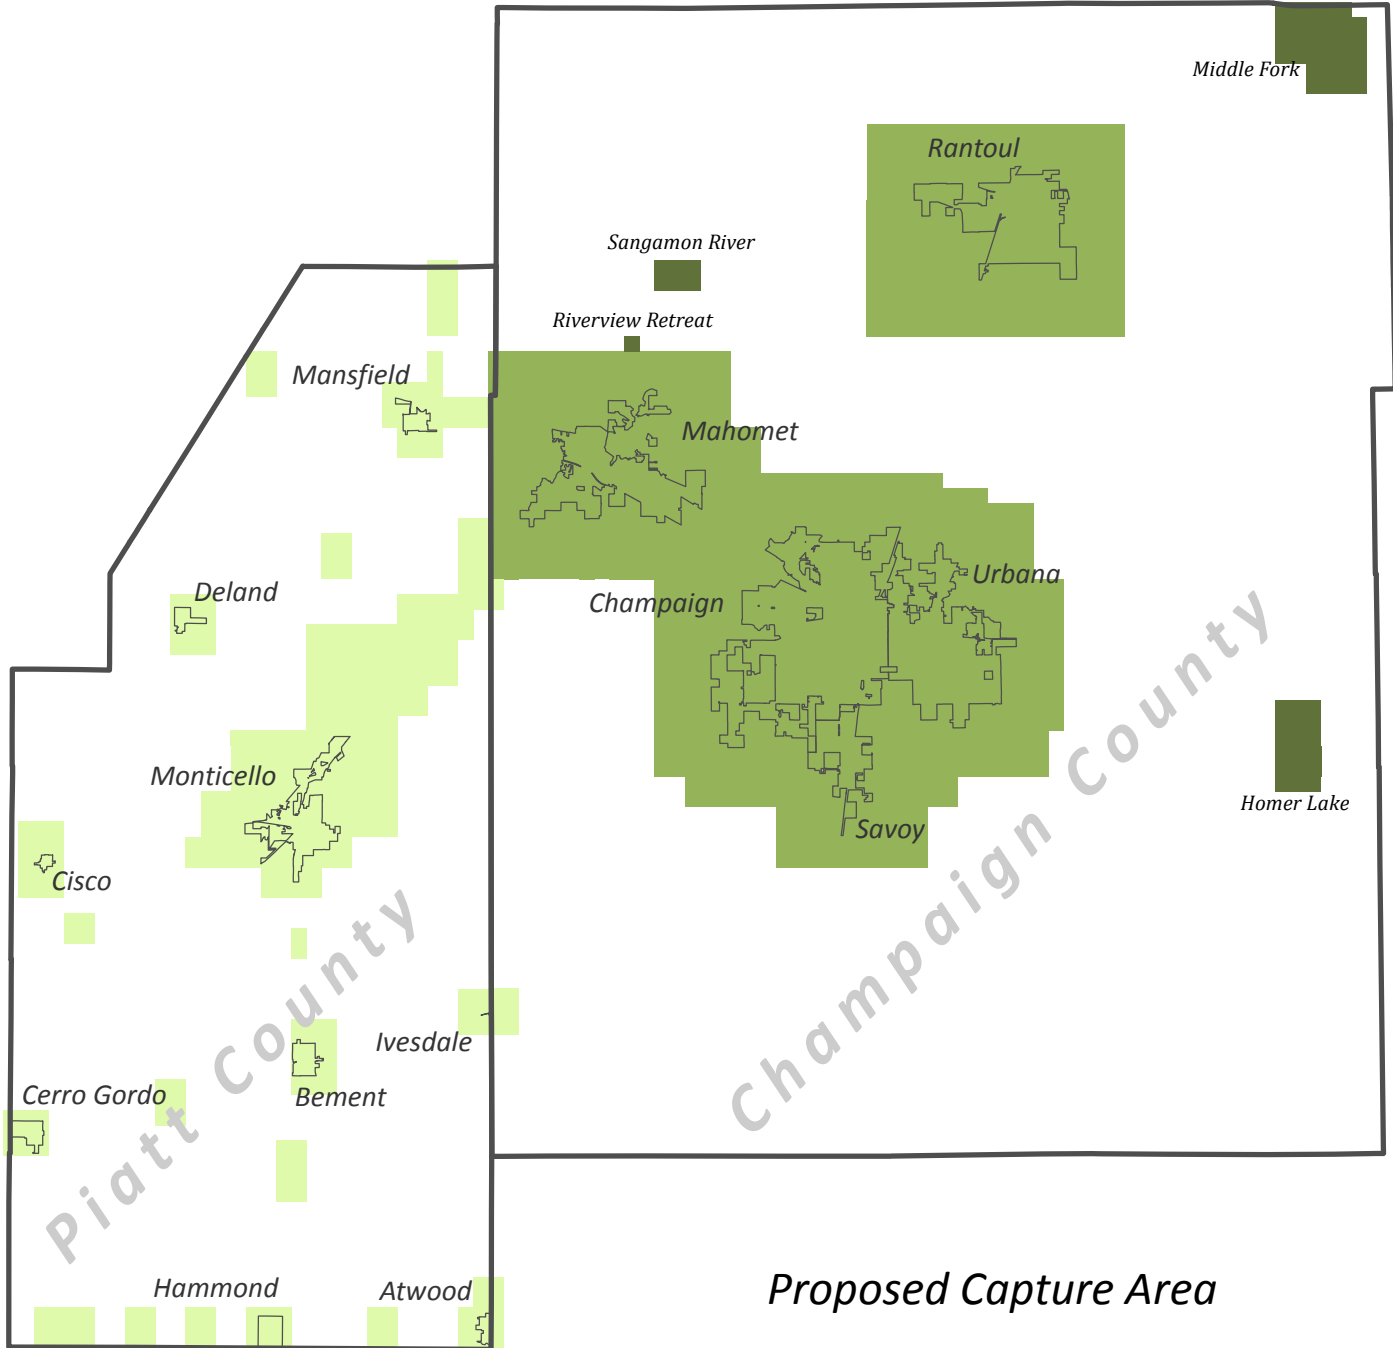 Middle Fork
Rantoul
Sangamon River
Riverview Retreat
Mansfield
Mahomet
Deland
Champaign
Urbana
Monticello
Homer Lake
Savoy
Cisco
Piatt County
Champaign County
Ivesdale
Cerro Gordo
Bement
Hammond
Atwood
Proposed Capture Area